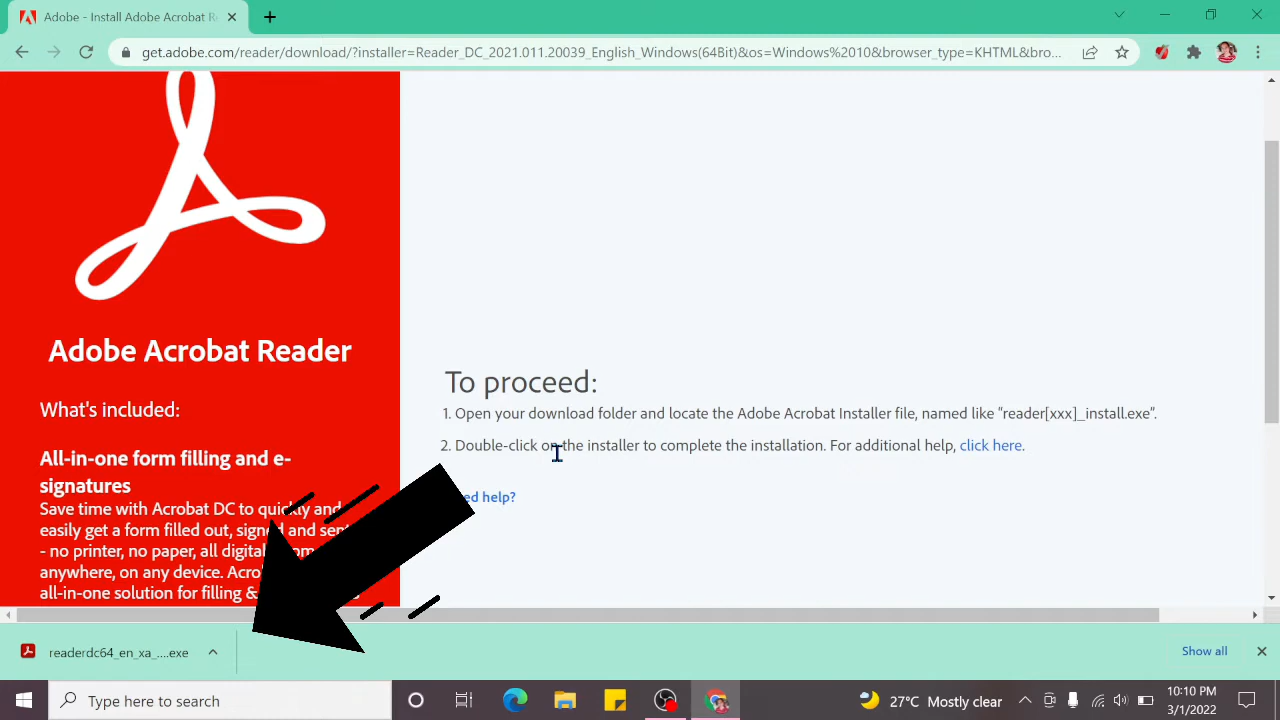 Adobe - Install Adobe Acrobat R
get.adobe.com/reader/download/?installer=Reader_DC_2021.011.20039_English_Windows(64Bit)&os=Windows%2010&browser_type=KHTML&bro...
Adobe Acrobat Reader
What's included:
All-in-one form filling and e-
signatures
Save time with Acrobat DC to quickly and
easily get a form filled out, signed and sent
- no printer, no paper, all digital
anywhere, on any device.
all-in-one solution for filling &
To proceed:
1. Open your download folder and locate the Adobe Acrobat Installer file, named like "reader[xxx]_install.exe".
2. Double-click on the installer to complete the installation. For additional help, click here.
help?
readerdc64_en_xa_....exe
Show all
Type here to search
27°C Mostly clear
10:10 PM
3/1/2022